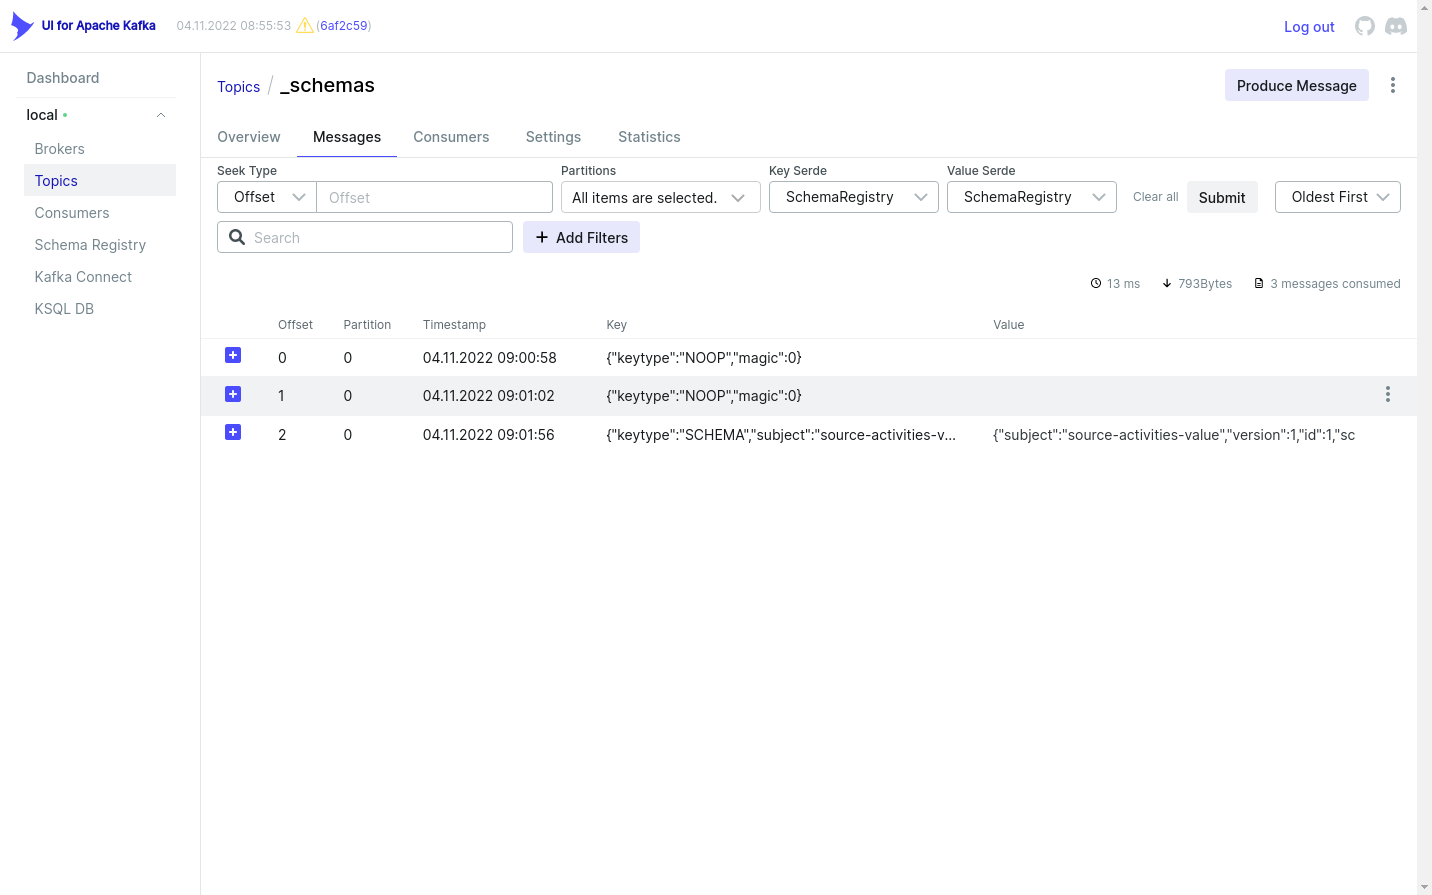 UI for Apache Kafka 04.11.2022 08:55:53 (6af2c59) Log out
Dashboard
local
Brokers
Topics
Consumers
Schema Registry
Kafka Connect
KSQL DB
Topics / _schemas Produce Message
Overview Messages Consumers Settings Statistics
Seek Type Partitions Key Serde Value Serde
Offset Offset All items are selected. SchemaRegistry SchemaRegistry Clear all Submit Oldest First
Search + Add Filters
13 ms 793Bytes 3 messages consumed
Offset Partition Timestamp Key Value
0 0 04.11.2022 09:00:58 {"keytype":"NOOP","magic":0}
1 0 04.11.2022 09:01:02 {"keytype":"NOOP","magic":0}
2 0 04.11.2022 09:01:56 {"keytype":"SCHEMA","subject":"source-activities-v... {"subject":"source-activities-value","version":1,"id":1,"sc